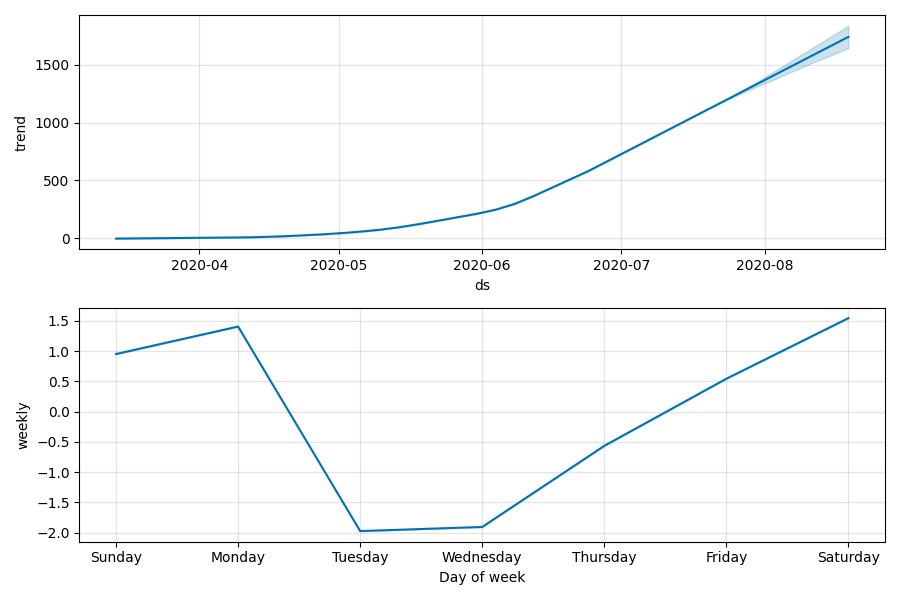 1500
1000
500
0
trend
2020-04 2020-05 2020-06 2020-07 2020-08
ds
1.5
1.0
0.5
0.0
−0.5
−1.0
−1.5
−2.0
weekly
Sunday Monday Tuesday Wednesday Thursday Friday Saturday
Day of week